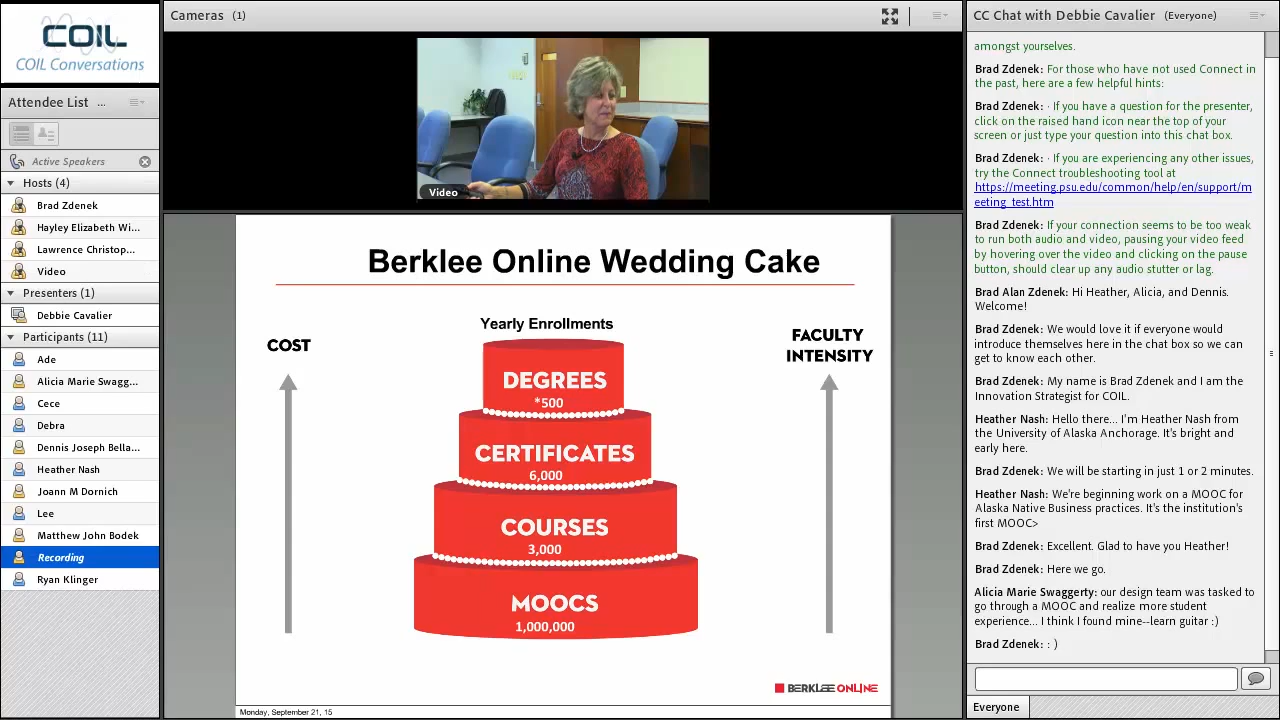 COIL
COIL Conversations
Attendee List ...
Active Speakers
Hosts (4)
Brad Zdenek
Hayley Elizabeth Wi...
Lawrence Christop...
Video
Presenters (1)
Debbie Cavalier
Participants (11)
Ade
Alicia Marie Swagg...
Cece
Debra
Dennis Joseph Bella...
Heather Nash
Joann M Dornich
Lee
Matthew John Bodek
Recording
Ryan Klinger
Cameras (1)
Video
Berklee Online Wedding Cake
Yearly Enrollments
COST
FACULTY
INTENSITY
DEGREES
*500
CERTIFICATES
6,000
COURSES
3,000
MOOCS
1,000,000
BERKLEE ONLINE
Monday, September 21, 15
CC Chat with Debbie Cavalier (Everyone)
amongst yourselves.
Brad Zdenek: For those who have not used Connect in
the past, here are a few helpful hints:
Brad Zdenek: · If you have a question for the presenter,
click on the raised hand icon near the top of your
screen or just type your question into this chat box.
Brad Zdenek: · If you are experiencing any other issues,
try the Connect troubleshooting tool at
https://meeting.psu.edu/common/help/en/support/m
eeting_test.htm
Brad Zdenek: If your connection seems to be too weak
to run both audio and video, pausing your video feed
by hovering over the video and clicking on the pause
button, should clear up any audio stutter or lag.
Brad Alan Zdenek: Hi Heather, Alicia, and Dennis.
Welcome!
Brad Zdenek: We would love it if everyone would
introduce themselves here in the chat box so we can
get to know each other.
Brad Zdenek: My name is Brad Zdenek and I am the
Innovation Strategist for COIL.
Heather Nash: Hello there... I'm Heather Nash from
the University of Alaska Anchorage. It's bright and
early here.
Brad Zdenek: We will be starting in just 1 or 2 minutes.
Heather Nash: We're beginning work on a MOOC for
Alaska Native Business practices. It's the institution's
first MOOC>
Brad Zdenek: Excellent. Glad to have you Heather!
Brad Zdenek: Here we go.
Alicia Marie Swaggerty: our design team was tasked to
go through a MOOC and realize more student
experience... I think I found mine--learn guitar :)
Brad Zdenek: : )
Everyone